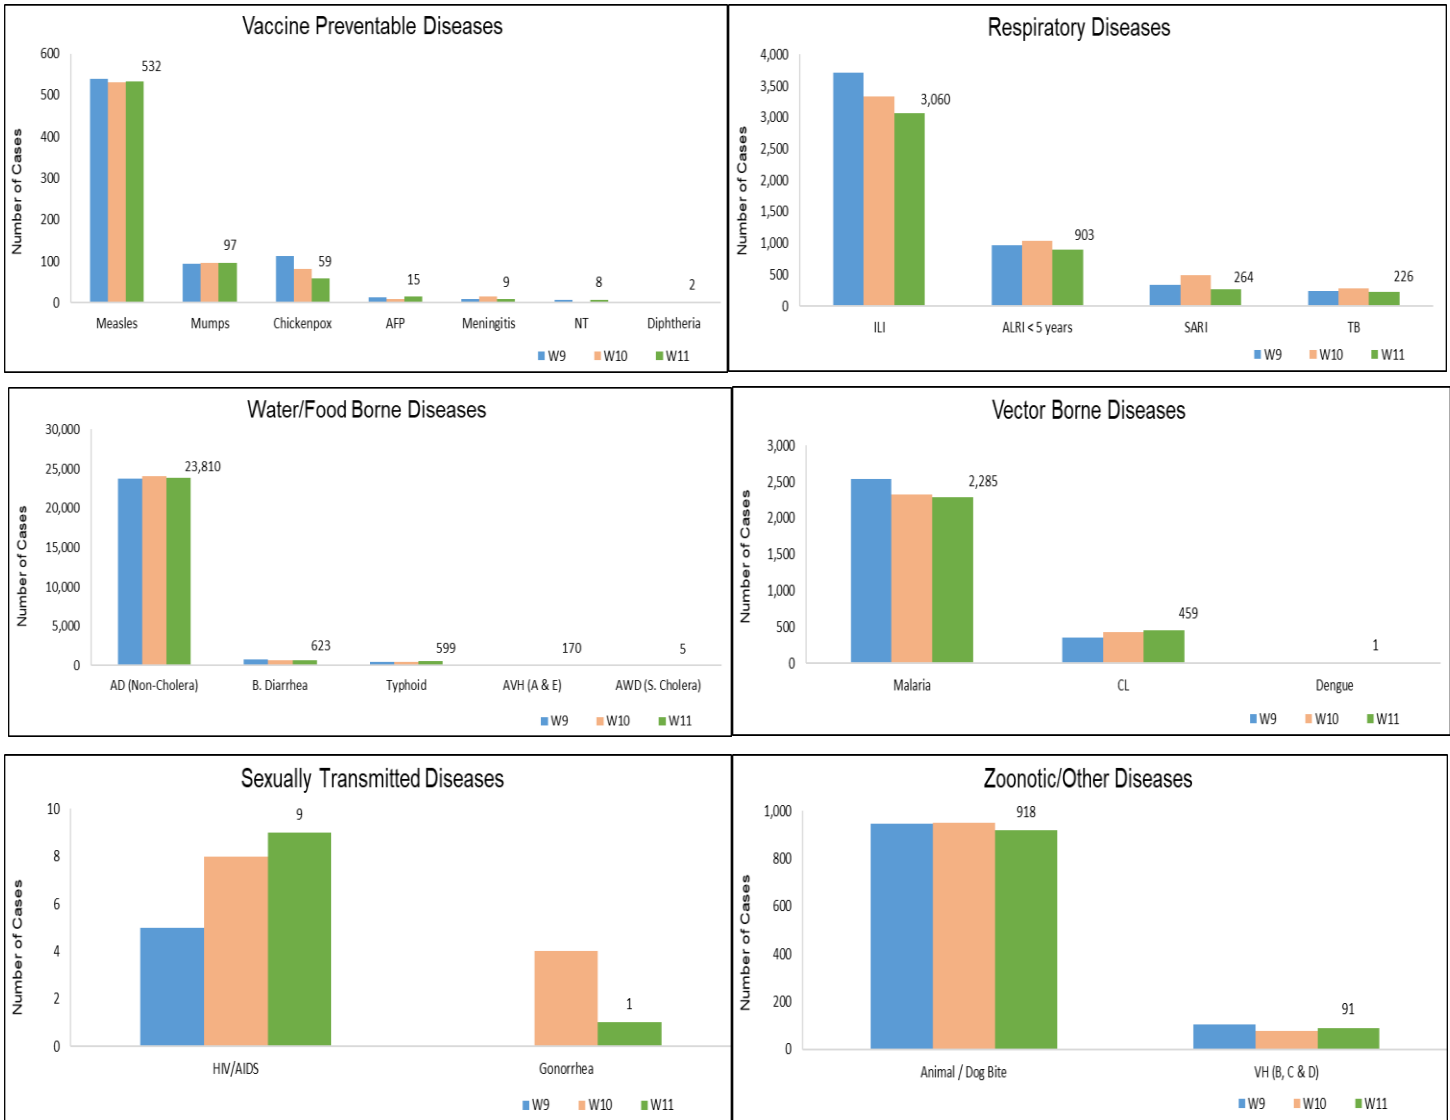 Vaccine Preventable Diseases
Number of Cases
600
500
400
300
200
100
0
532
97
59
15
9
8
2
Measles Mumps Chickenpox AFP Meningitis NT Diphtheria
W9 W10 W11
Respiratory Diseases
Number of Cases
4,000
3,500
3,000
2,500
2,000
1,500
1,000
500
0
3,060
903
264
226
ILI ALRI < 5 years SARI TB
W9 W10 W11
Water/Food Borne Diseases
Number of Cases
30,000
25,000
20,000
15,000
10,000
5,000
0
23,810
623
599
170
5
AD (Non-Cholera) B. Diarrhea Typhoid AVH (A & E) AWD (S. Cholera)
W9 W10 W11
Vector Borne Diseases
Number of Cases
3,000
2,500
2,000
1,500
1,000
500
0
2,285
459
1
Malaria CL Dengue
W9 W10 W11
Sexually Transmitted Diseases
Number of Cases
10
8
6
4
2
0
9
1
HIV/AIDS Gonorrhea
W9 W10 W11
Zoonotic/Other Diseases
Number of Cases
1,000
800
600
400
200
0
918
91
Animal / Dog Bite VH (B, C & D)
W9 W10 W11